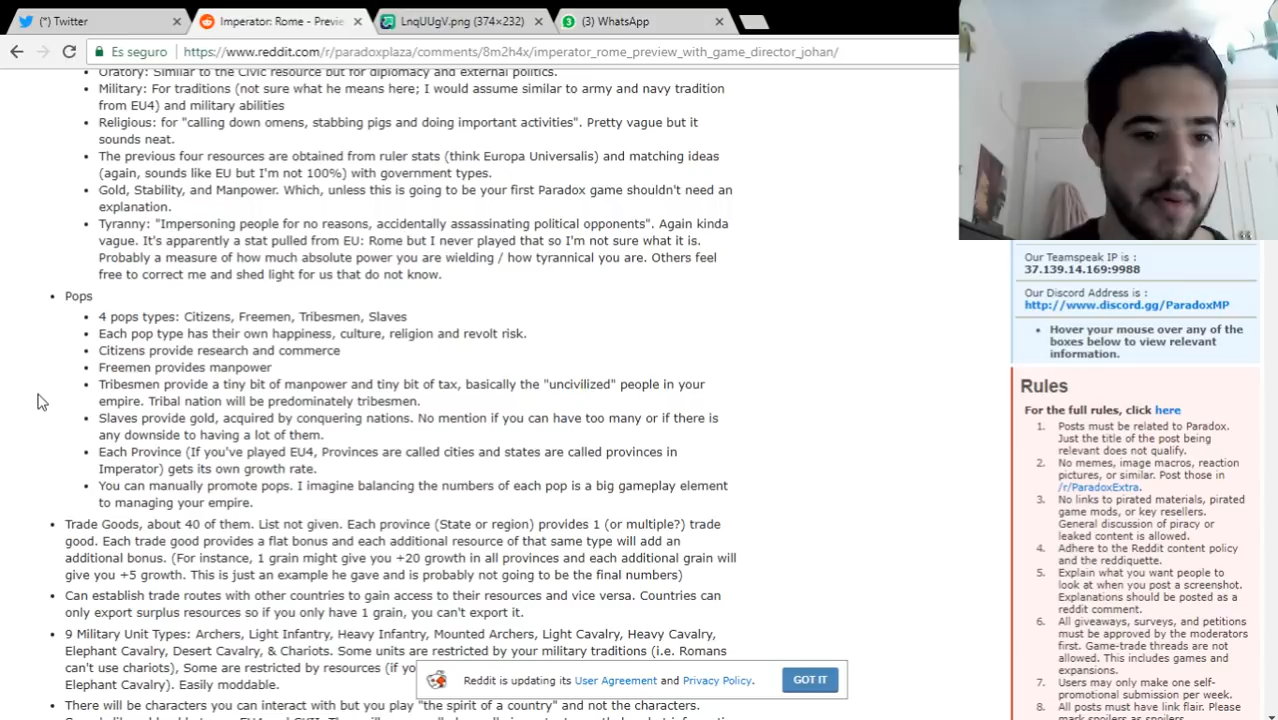 (*) Twitter
Imperator: Rome - Previe
LnqUUgV.png (374×232)
(3) WhatsApp
Es seguro
https://www.reddit.com/r/paradoxplaza/comments/8m2h4x/imperator_rome_preview_with_game_director_johan/
Oratory: Similar to the Civic resource but for diplomacy and external politics.
Military: For traditions (not sure what he means here; I would assume similar to army and navy tradition
from EU4) and military abilities
Religious: for "calling down omens, stabbing pigs and doing important activities". Pretty vague but it
sounds neat.
The previous four resources are obtained from ruler stats (think Europa Universalis) and matching ideas
(again, sounds like EU but I'm not 100%) with government types.
Gold, Stability, and Manpower. Which, unless this is going to be your first Paradox game shouldn't need an
explanation.
Tyranny: "Impersoning people for no reasons, accidentally assassinating political opponents". Again kinda
vague. It's apparently a stat pulled from EU: Rome but I never played that so I'm not sure what it is.
Probably a measure of how much absolute power you are wielding / how tyrannical you are. Others feel
free to correct me and shed light for us that do not know.
Pops
4 pops types: Citizens, Freemen, Tribesmen, Slaves
Each pop type has their own happiness, culture, religion and revolt risk.
Citizens provide research and commerce
Freemen provides manpower
Tribesmen provide a tiny bit of manpower and tiny bit of tax, basically the "uncivilized" people in your
empire. Tribal nation will be predominately tribesmen.
Slaves provide gold, acquired by conquering nations. No mention if you can have too many or if there is
any downside to having a lot of them.
Each Province (If you've played EU4, Provinces are called cities and states are called provinces in
Imperator) gets its own growth rate.
You can manually promote pops. I imagine balancing the numbers of each pop is a big gameplay element
to managing your empire.
Trade Goods, about 40 of them. List not given. Each province (State or region) provides 1 (or multiple?) trade
good. Each trade good provides a flat bonus and each additional resource of that same type will add an
additional bonus. (For instance, 1 grain might give you +20 growth in all provinces and each additional grain will
give you +5 growth. This is just an example he gave and is probably not going to be the final numbers)
Can establish trade routes with other countries to gain access to their resources and vice versa. Countries can
only export surplus resources so if you only have 1 grain, you can't export it.
9 Military Unit Types: Archers, Light Infantry, Heavy Infantry, Mounted Archers, Light Cavalry, Heavy Cavalry,
Elephant Cavalry, Desert Cavalry, & Chariots. Some units are restricted by your military traditions (i.e. Romans
can't use chariots), Some are restricted by resources (if yo
Elephant Cavalry). Easily moddable.
There will be characters you can interact with but you play "the spirit of a country" and not the characters.
Reddit is updating its User Agreement and Privacy Policy.
GOT IT
Our Teamspeak IP is :
37.139.14.169:9988
Our Discord Address is :
http://www.discord.gg/ParadoxMP
Hover your mouse over any of the
boxes below to view relevant
information.
Rules
For the full rules, click here
1. Posts must be related to Paradox.
Just the title of the post being
relevant does not qualify.
2. No memes, image macros, reaction
pictures, or similar. Post those in
/r/ParadoxExtra.
3. No links to pirated materials, pirated
game mods, or key resellers.
General discussion of piracy or
leaked content is allowed.
4. Adhere to the Reddit content policy
and the reddiquette.
5. Explain what you want people to
look at when you post a screenshot.
Explanations should be posted as a
reddit comment.
6. All giveaways, surveys, and petitions
must be approved by the moderators
first. Game-trade threads are not
allowed. This includes games and
expansions.
7. Users may only make one self-
promotional submission per week.
8. All posts must have link flair. Please
mark spoilers as spoilers.